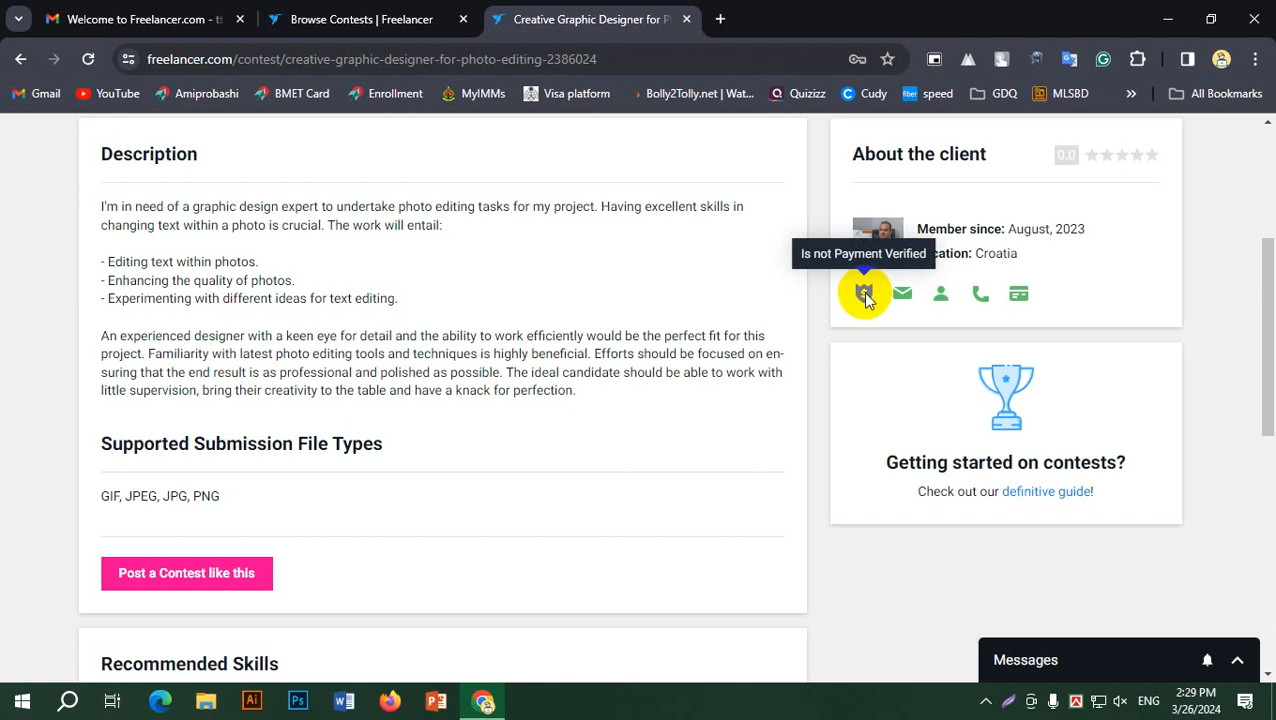 Welcome to Freelancer.com - tt
Browse Contests | Freelancer
Creative Graphic Designer for P
freelancer.com/contest/creative-graphic-designer-for-photo-editing-2386024
Gmail
YouTube
Amiprobashi
BMET Card
Enrollment
MyIMMs
Visa platform
Bolly2Tolly.net | Wat...
Quizizz
Cudy
fiber
speed
GDQ
MLSBD
»
All Bookmarks
Description
I'm in need of a graphic design expert to undertake photo editing tasks for my project. Having excellent skills in
changing text within a photo is crucial. The work will entail:
- Editing text within photos.
- Enhancing the quality of photos.
- Experimenting with different ideas for text editing.
An experienced designer with a keen eye for detail and the ability to work efficiently would be the perfect fit for this
project. Familiarity with latest photo editing tools and techniques is highly beneficial. Efforts should be focused on en-
suring that the end result is as professional and polished as possible. The ideal candidate should be able to work with
little supervision, bring their creativity to the table and have a knack for perfection.
Supported Submission File Types
GIF, JPEG, JPG, PNG
Post a Contest like this
Recommended Skills
About the client
0.0
Member since: August, 2023
Is not Payment Verified
cation: Croatia
Getting started on contests?
Check out our definitive guide!
Messages
Ai
Ps
ENG
2:29 PM
3/26/2024